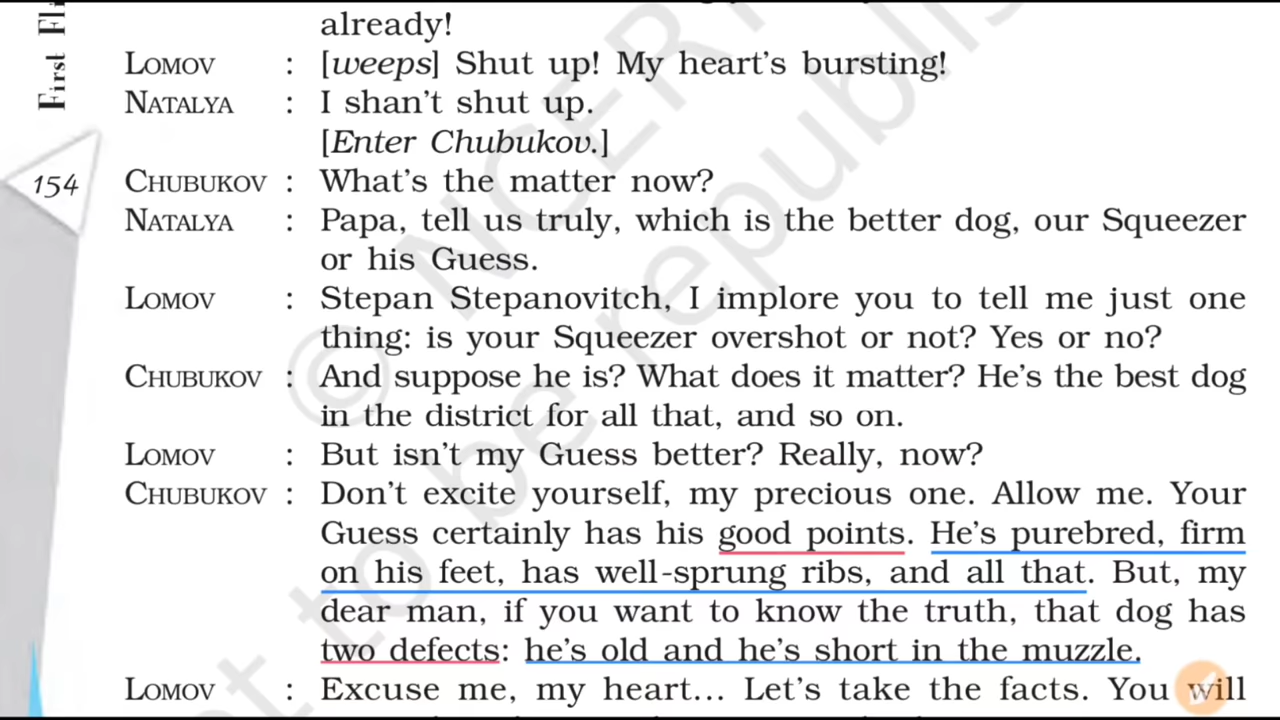 First Fli
already!
LOMOV : [weeps] Shut up! My heart's bursting!
NATALYA : I shan't shut up.
[Enter Chubukov.]
154
CHUBUKOV : What's the matter now?
NATALYA : Papa, tell us truly, which is the better dog, our Squeezer
or his Guess.
LOMOV : Stepan Stepanovitch, I implore you to tell me just one
thing: is your Squeezer overshot or not? Yes or no?
CHUBUKOV : And suppose he is? What does it matter? He's the best dog
in the district for all that, and so on.
LOMOV : But isn't my Guess better? Really, now?
CHUBUKOV : Don't excite yourself, my precious one. Allow me. Your
Guess certainly has his good points. He's purebred, firm
on his feet, has well-sprung ribs, and all that. But, my
dear man, if you want to know the truth, that dog has
two defects: he's old and he's short in the muzzle.
LOMOV : Excuse me, my heart... Let's take the facts. You will
© NCERT
to be republis